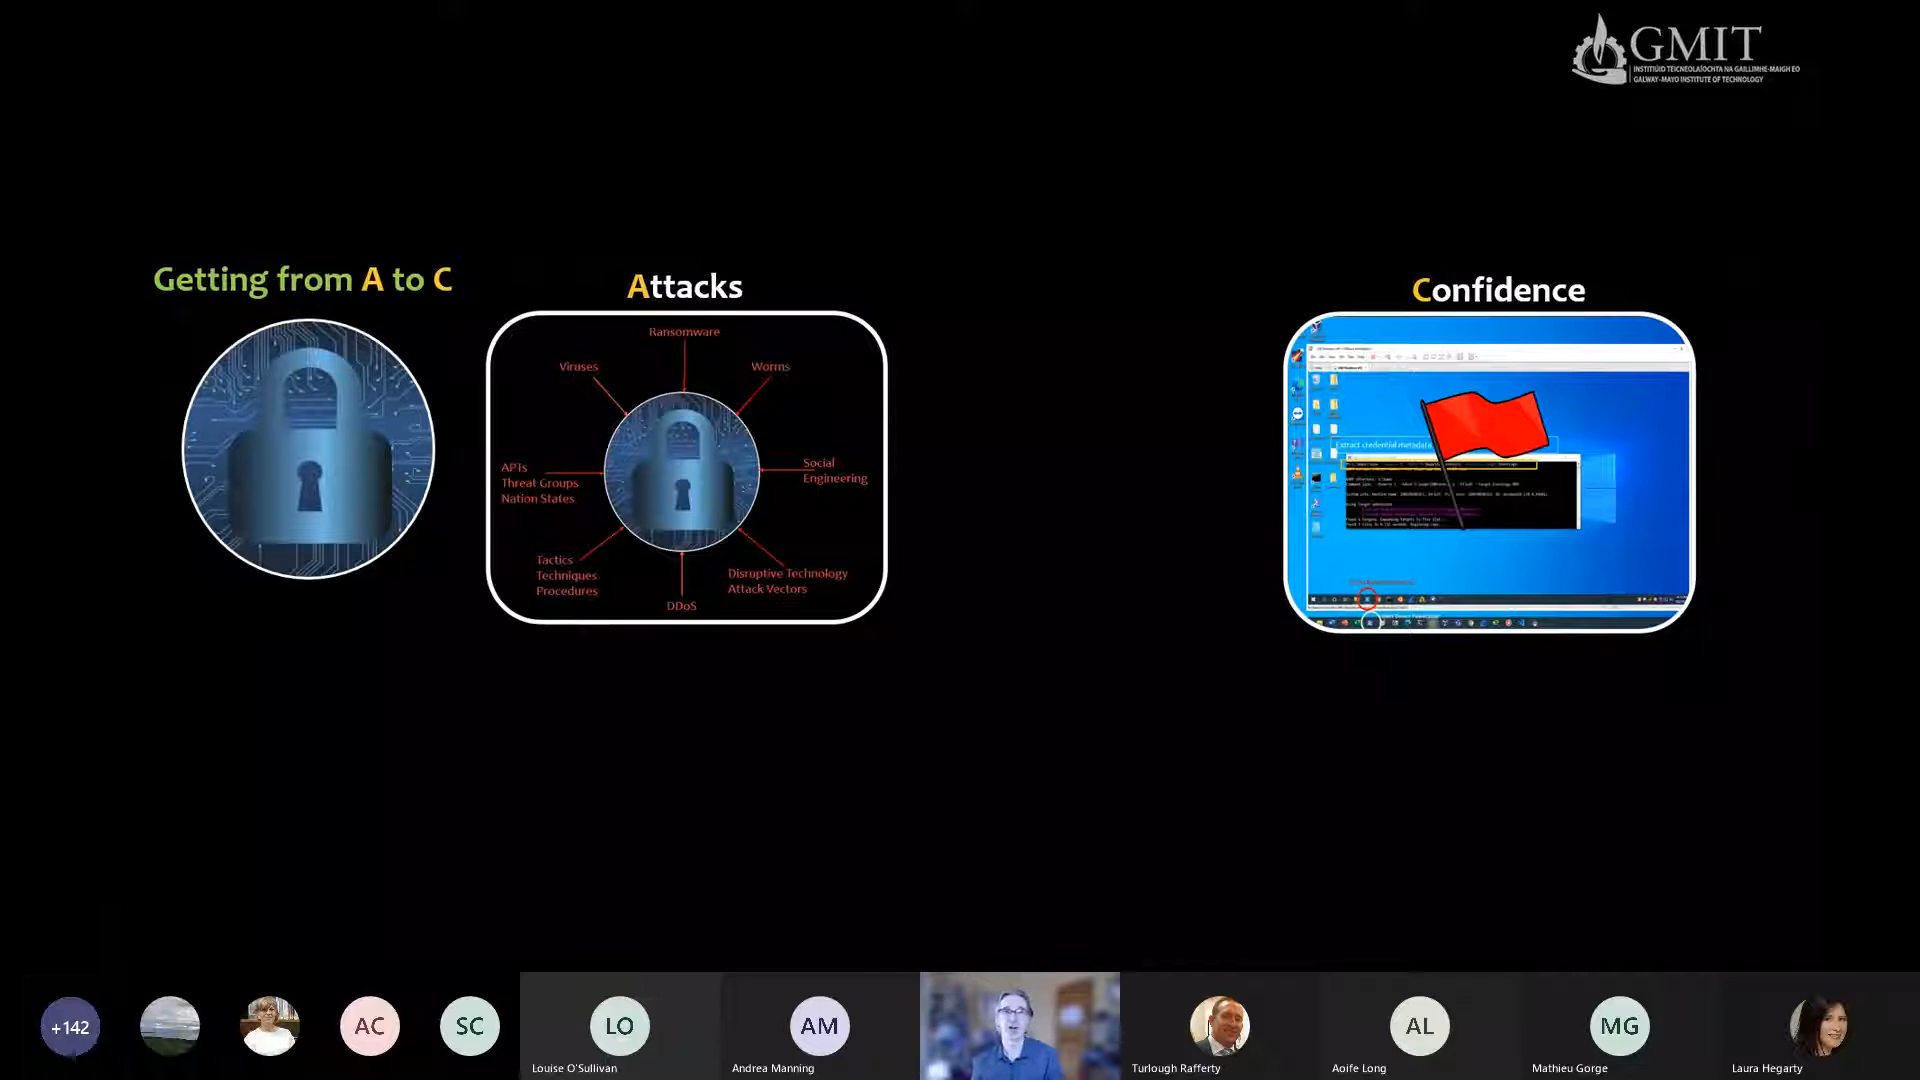 GMIT
INSTITIÚID TEICNEOLAÍOCHTA NA GAILLIMHE-MAIGH EO
GALWAY-MAYO INSTITUTE OF TECHNOLOGY
Getting from A to C
Attacks
Confidence
Ransomware
Viruses
Worms
APTs
Threat Groups
Nation States
Social
Engineering
Tactics
Techniques
Procedures
Disruptive Technology
Attack Vectors
DDoS
Extract credential metadata
+142
AC
SC
LO
AM
AL
MG
Louise O'Sullivan
Andrea Manning
Turlough Rafferty
Aoife Long
Mathieu Gorge
Laura Hegarty